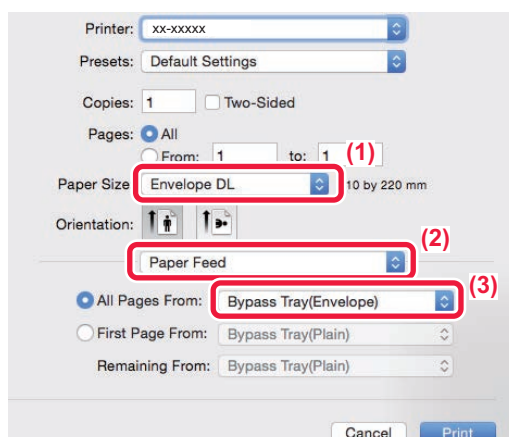 Printer: xx-xxxxx
Presets: Default Settings
Copies: 1 Two-Sided
Pages: All
From: 1 to: 1 (1)
Paper Size Envelope DL 10 by 220 mm
Orientation:
(2)
Paper Feed
(3)
All Pages From: Bypass Tray(Envelope)
First Page From: Bypass Tray(Plain)
Remaining From: Bypass Tray(Plain)
Cancel Print